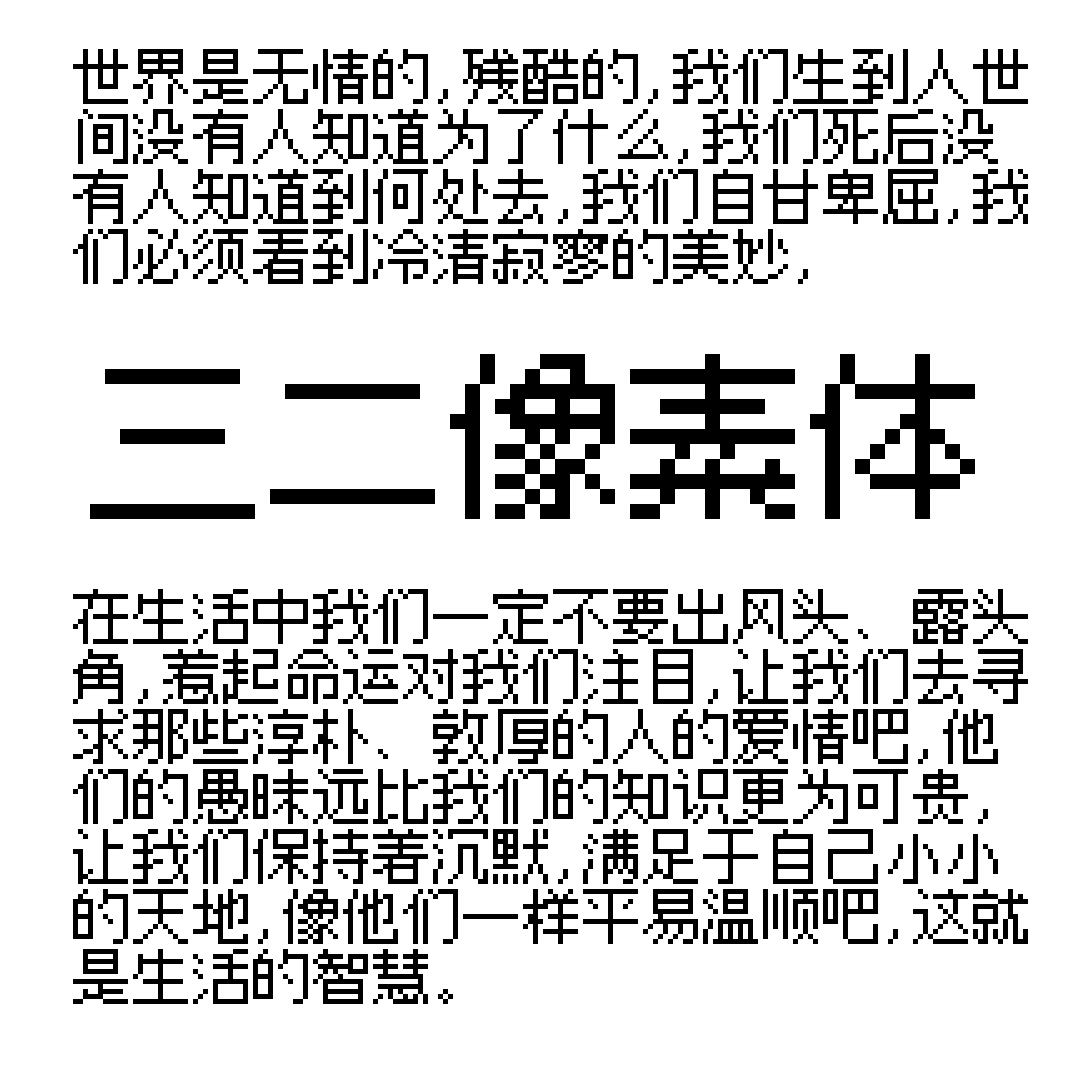 世界是无情的,残酷的,我们生到人世
间没有人知道为了什么,我们死后没
有人知道到何处去,我们自甘卑屈,我
们必须看到冷清寂寥的美妙,
三二像素体
在生活中我们一定不要出风头、露头
角,惹起命运对我们注目,让我们去寻
求那些淳朴、敦厚的人的爱情吧,他
们的愚昧远比我们的知识更为可贵,
让我们保持着沉默,满足于自己小小
的天地,像他们一样平易温顺吧,这就
是生活的智慧。